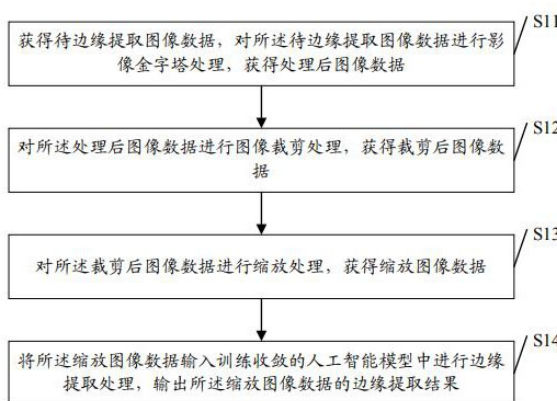 S11
获得待边缘提取图像数据，对所述待边缘提取图像数据进行影
像金字塔处理，获得处理后图像数据
S12
对所述处理后图像数据进行图像裁剪处理，获得裁剪后图像数
据
S13
对所述裁剪后图像数据进行缩放处理，获得缩放图像数据
S14
将所述缩放图像数据输入训练收敛的人工智能模型中进行边缘
提取处理，输出所述缩放图像数据的边缘提取结果